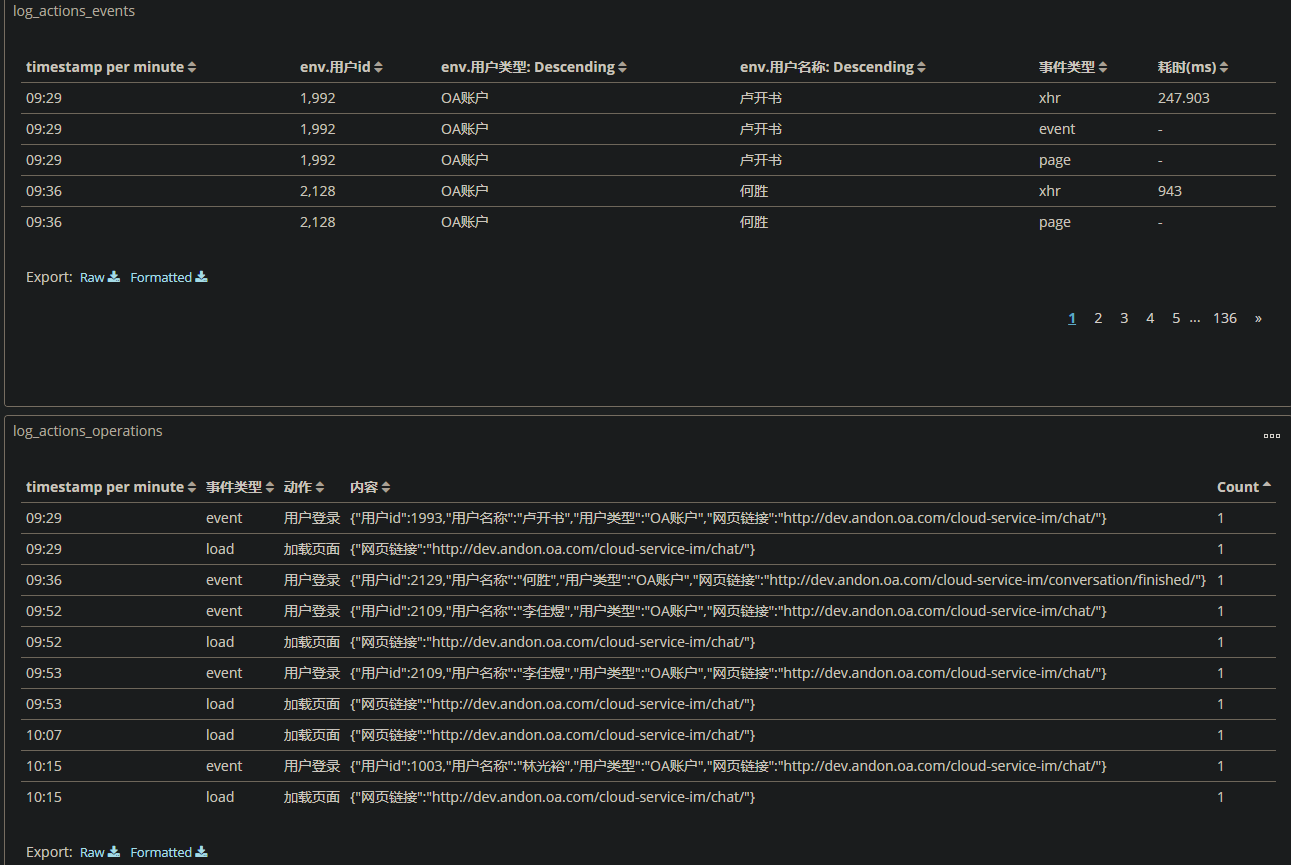 log_actions_events
timestamp per minute env.用户id env.用户类型: Descending env.用户名称: Descending 事件类型 耗时(ms)
09:29 1,992 OA账户 卢开书 xhr 247.903
09:29 1,992 OA账户 卢开书 event -
09:29 1,992 OA账户 卢开书 page -
09:36 2,128 OA账户 何胜 xhr 943
09:36 2,128 OA账户 何胜 page -
Export: Raw Formatted
1 2 3 4 5 ... 136 »
log_actions_operations
timestamp per minute 事件类型 动作 内容 Count
09:29 event 用户登录 {"用户id":1993,"用户名称":"卢开书","用户类型":"OA账户","网页链接":"http://dev.andon.oa.com/cloud-service-im/chat/"} 1
09:29 load 加载页面 {"网页链接":"http://dev.andon.oa.com/cloud-service-im/chat/"} 1
09:36 event 用户登录 {"用户id":2129,"用户名称":"何胜","用户类型":"OA账户","网页链接":"http://dev.andon.oa.com/cloud-service-im/conversation/finished/"} 1
09:52 event 用户登录 {"用户id":2109,"用户名称":"李佳煜","用户类型":"OA账户","网页链接":"http://dev.andon.oa.com/cloud-service-im/chat/"} 1
09:52 load 加载页面 {"网页链接":"http://dev.andon.oa.com/cloud-service-im/chat/"} 1
09:53 event 用户登录 {"用户id":2109,"用户名称":"李佳煜","用户类型":"OA账户","网页链接":"http://dev.andon.oa.com/cloud-service-im/chat/"} 1
09:53 load 加载页面 {"网页链接":"http://dev.andon.oa.com/cloud-service-im/chat/"} 1
10:07 load 加载页面 {"网页链接":"http://dev.andon.oa.com/cloud-service-im/chat/"} 1
10:15 event 用户登录 {"用户id":1003,"用户名称":"林光裕","用户类型":"OA账户","网页链接":"http://dev.andon.oa.com/cloud-service-im/chat/"} 1
10:15 load 加载页面 {"网页链接":"http://dev.andon.oa.com/cloud-service-im/chat/"} 1
Export: Raw Formatted